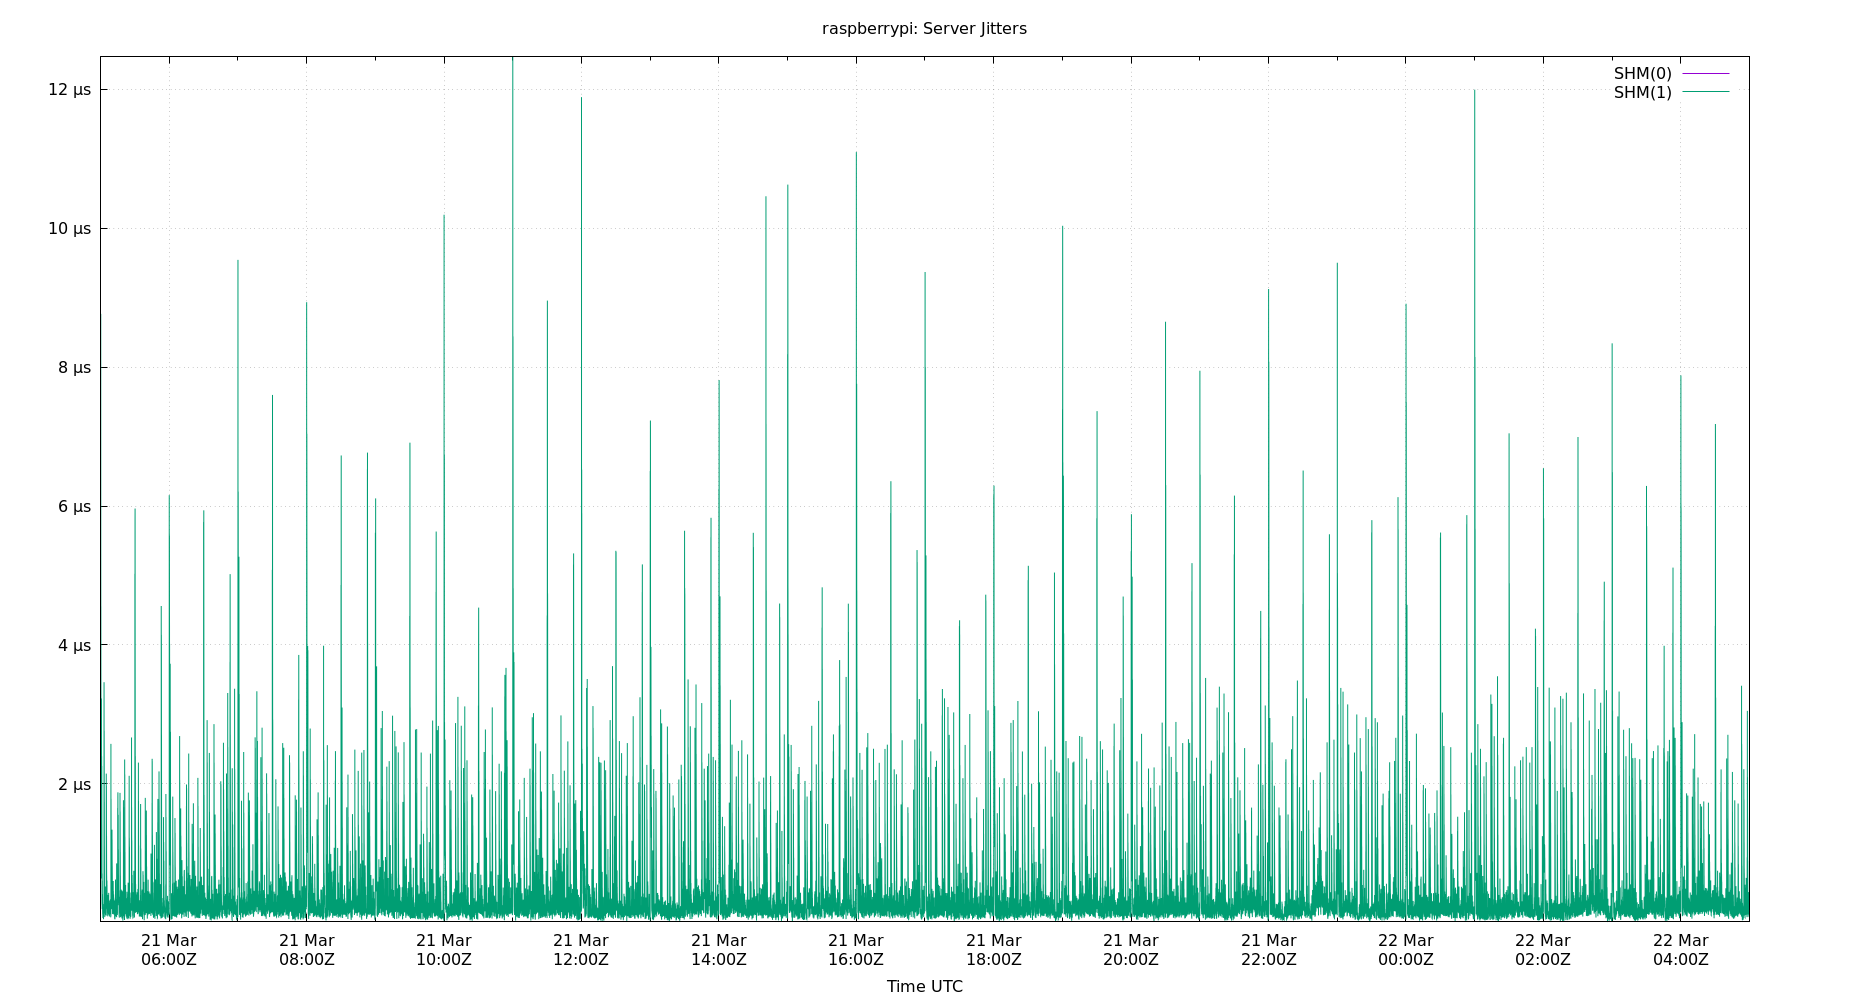 raspberrypi: Server Jitters
SHM(0)
SHM(1)
12 µs
10 µs
8 µs
6 µs
4 µs
2 µs
21 Mar 21 Mar 21 Mar 21 Mar 21 Mar 21 Mar 21 Mar 21 Mar 21 Mar 22 Mar 22 Mar 22 Mar
06:00Z 08:00Z 10:00Z 12:00Z 14:00Z 16:00Z 18:00Z 20:00Z 22:00Z 00:00Z 02:00Z 04:00Z
Time UTC